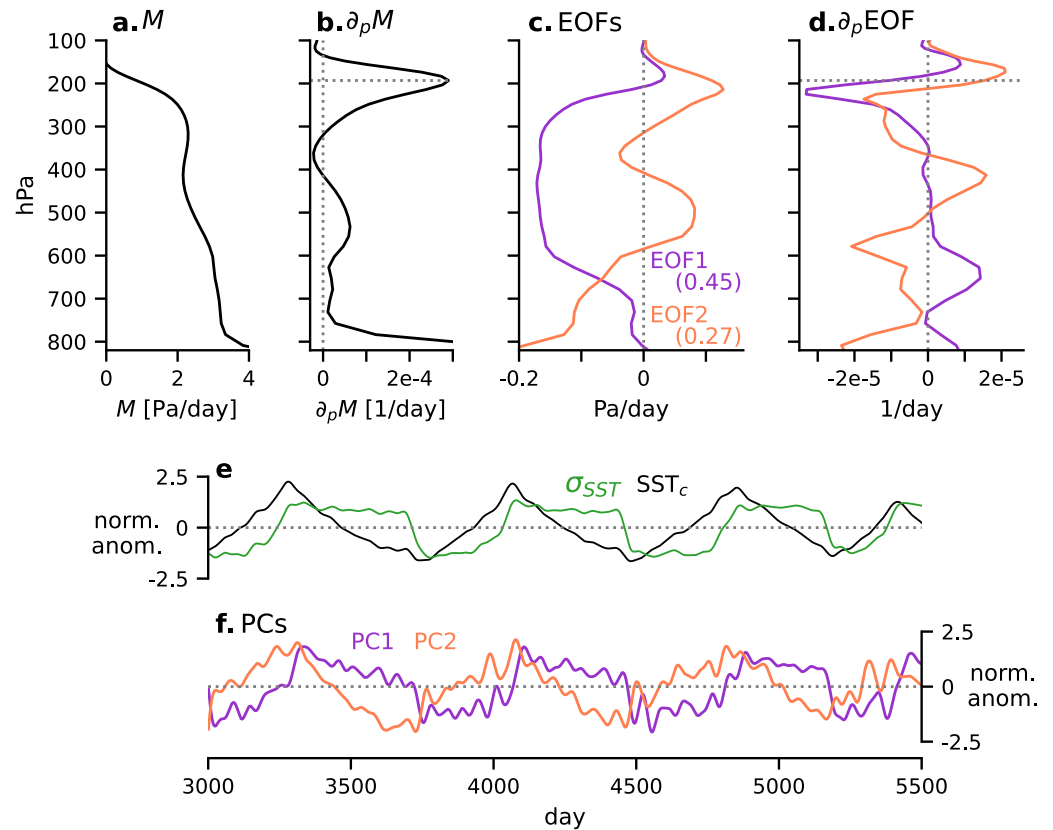 a. M
b. ∂pM
c. EOFs
d. ∂pEOF
100
200
300
400
500
600
700
800
hPa
0
2
4
M [Pa/day]
0
2e-4
∂pM [1/day]
EOF1
(0.45)
EOF2
(0.27)
-0.2
0
Pa/day
-2e-5
0
2e-5
1/day
e
σSST
SSTc
2.5
0
-2.5
norm.
anom.
f. PCs
PC1
PC2
2.5
0
-2.5
norm.
anom.
3000
3500
4000
4500
5000
5500
day